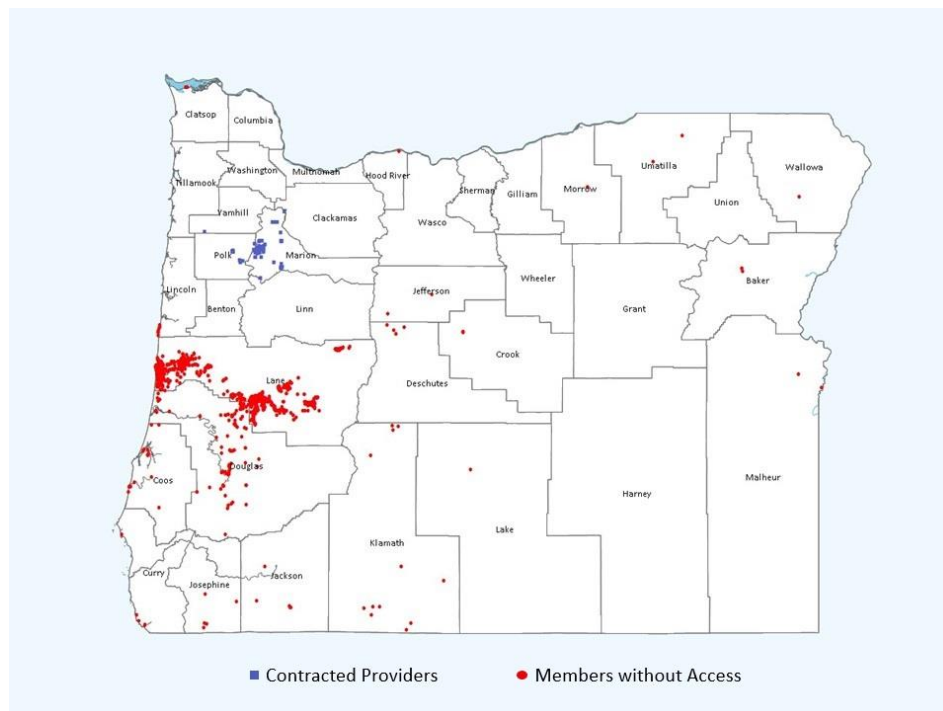 Clatsop
Columbia
Tillamook
Washington
Multnomah
Hood River
Sherman
Gilliam
Morrow
Umatilla
Union
Wallowa
Yamhill
Clackamas
Wasco
Polk
Marion
Lincoln
Benton
Linn
Jefferson
Wheeler
Grant
Baker
Crook
Lane
Deschutes
Douglas
Coos
Malheur
Harney
Lake
Klamath
Curry
Josephine
Jackson
Contracted Providers
Members without Access